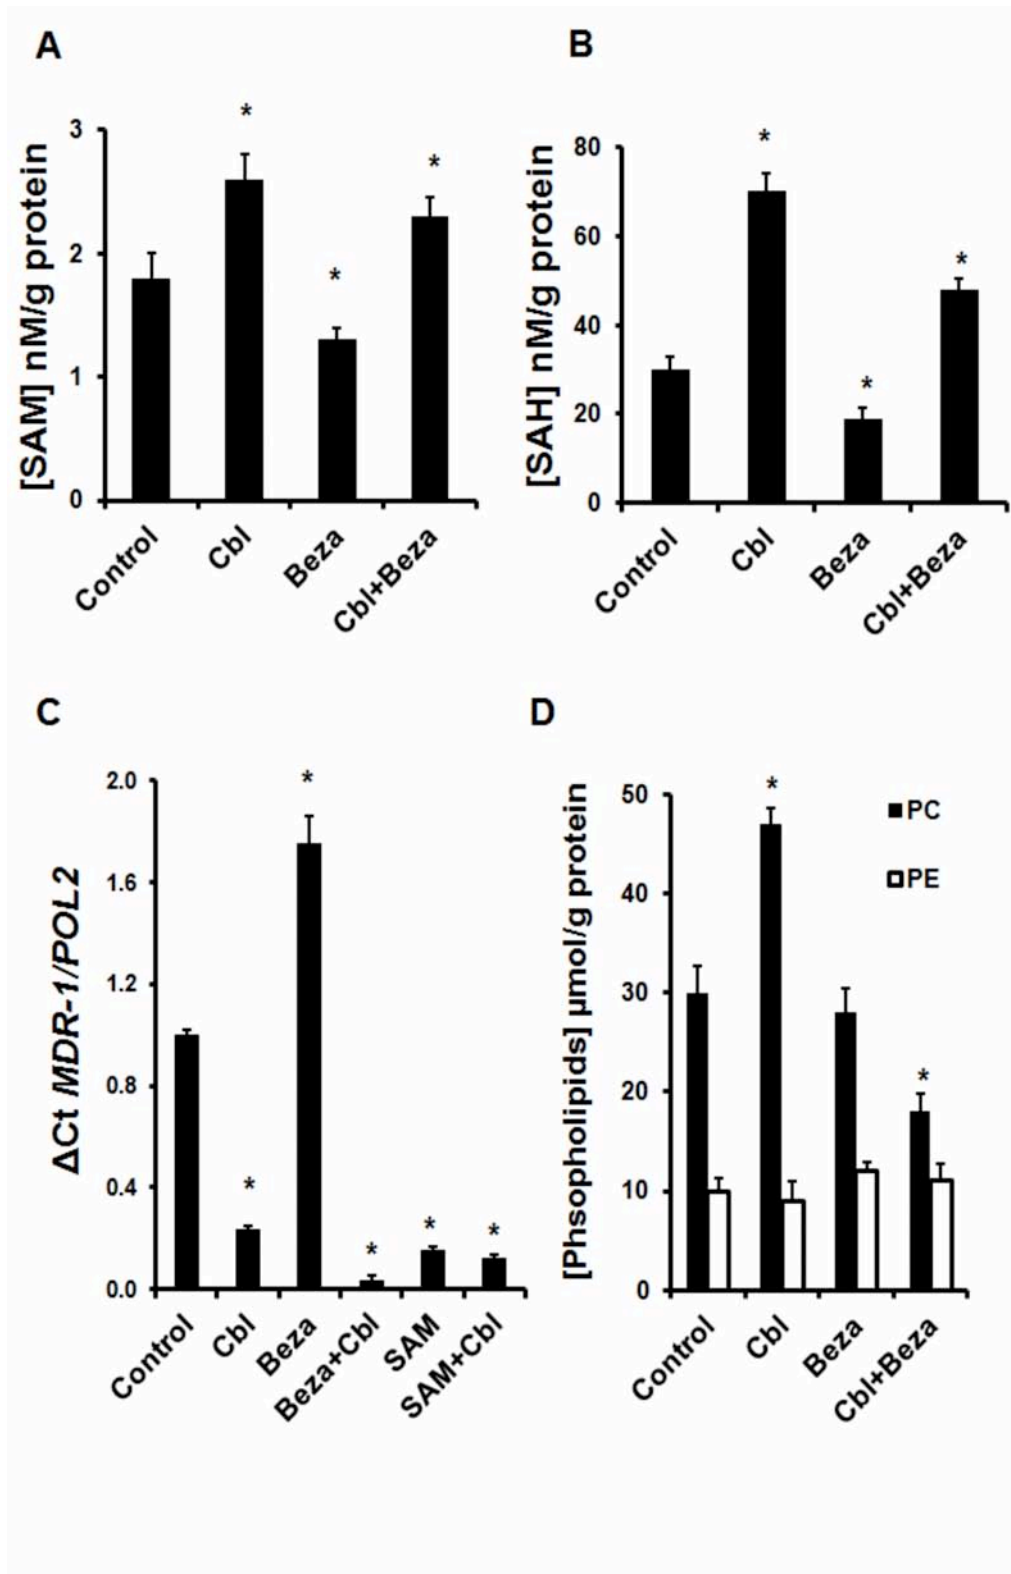 A
[SAM] nM/g protein
3
2
1
0
*
*
*
Control
Cbl
Beza
Cbl+Beza
B
[SAH] nM/g protein
80
60
40
20
0
*
*
*
Control
Cbl
Beza
Cbl+Beza
C
ΔCt MDR-1/POL2
2.0
1.6
1.2
0.8
0.4
0.0
*
*
*
*
*
Control
Cbl
Beza
Beza+Cbl
SAM
SAM+Cbl
D
[Phsopholipids] µmol/g protein
50
40
30
20
10
0
*
*
PC
PE
Control
Cbl
Beza
Cbl+Beza